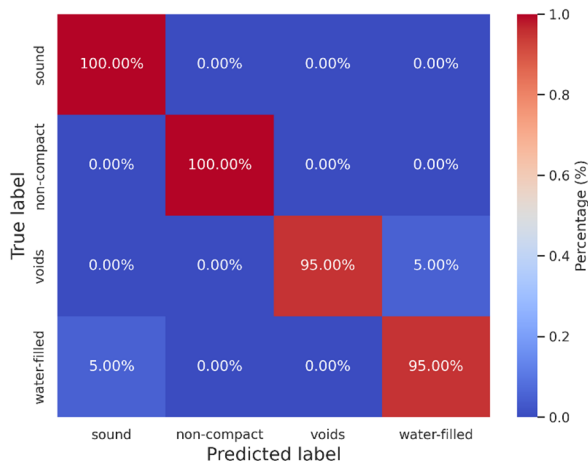 sound 100.00% 0.00% 0.00% 0.00%
non-compact 0.00% 100.00% 0.00% 0.00%
voids 0.00% 0.00% 95.00% 5.00%
water-filled 5.00% 0.00% 0.00% 95.00%
True label
sound non-compact voids water-filled
Predicted label
1.0
0.8
0.6
0.4
0.2
0.0
Percentage (%)